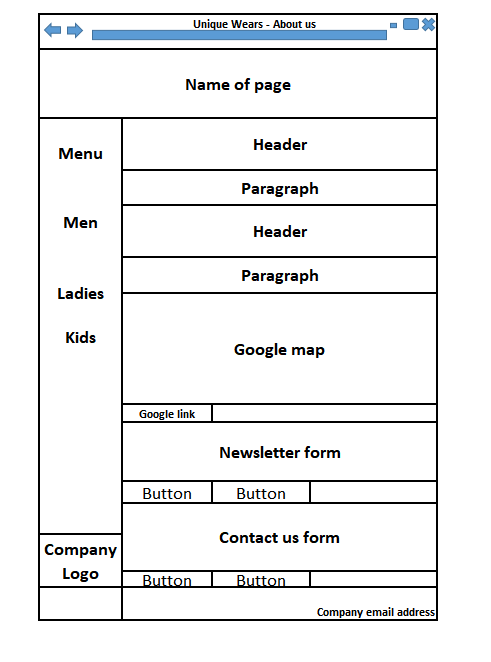 Unique Wears - About us
Name of page
Menu
Men
Ladies
Kids
Company
Logo
Header
Paragraph
Header
Paragraph
Google map
Google link
Newsletter form
Button Button
Contact us form
Button Button
Company email address